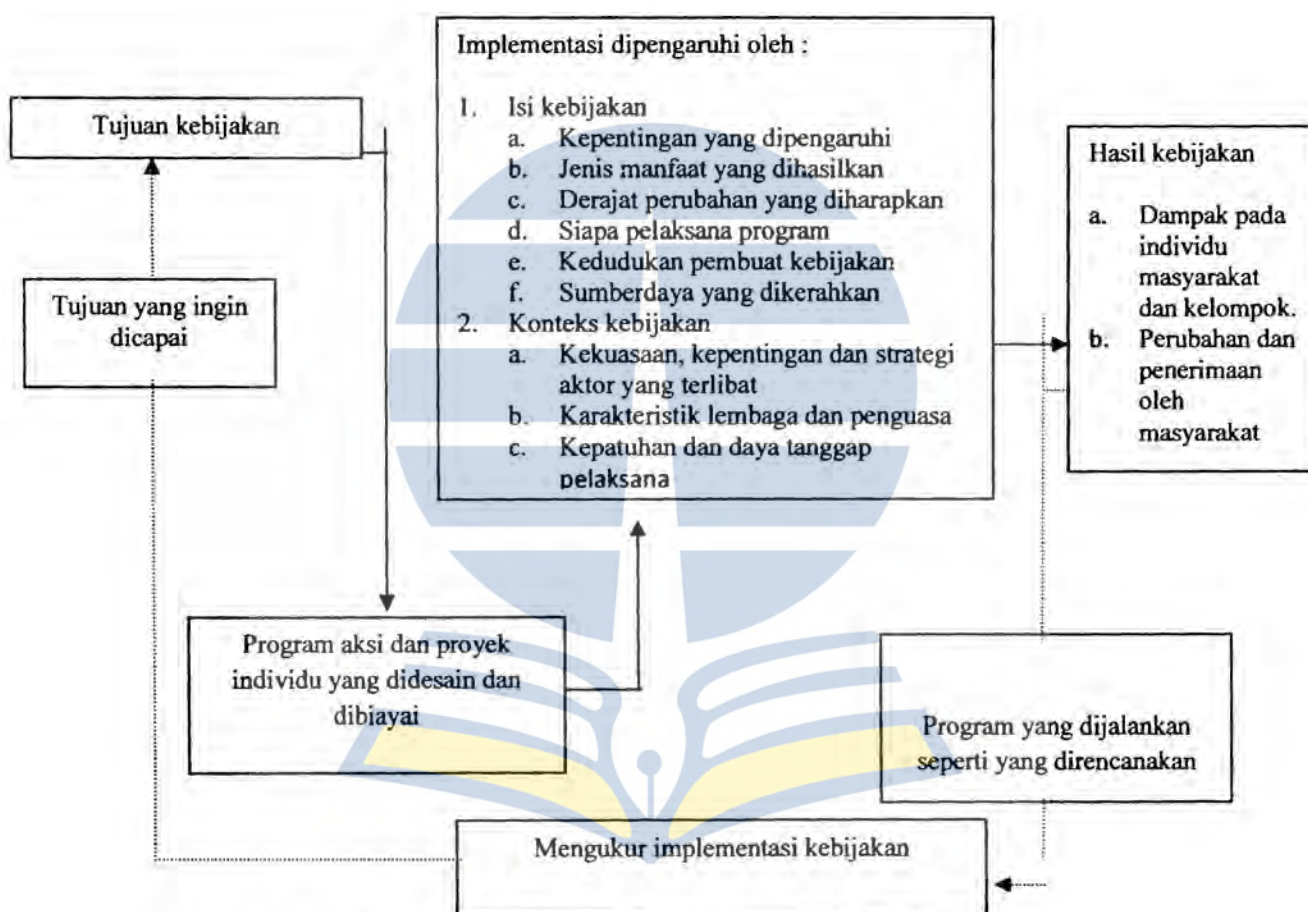 Tujuan kebijakan
Tujuan yang ingin
dicapai
Implementasi dipengaruhi oleh :
1. Isi kebijakan
a. Kepentingan yang dipengaruhi
b. Jenis manfaat yang dihasilkan
c. Derajat perubahan yang diharapkan
d. Siapa pelaksana program
e. Kedudukan pembuat kebijakan
f. Sumberdaya yang dikerahkan
2. Konteks kebijakan
a. Kekuasaan, kepentingan dan strategi
aktor yang terlibat
b. Karakteristik lembaga dan penguasa
c. Kepatuhan dan daya tanggap
pelaksana
Hasil kebijakan
a. Dampak pada
individu
masyarakat
dan kelompok.
b. Perubahan dan
penerimaan
oleh
masyarakat
Program aksi dan proyek
individu yang didesain dan
dibiayai
Program yang dijalankan
seperti yang direncanakan
Mengukur implementasi kebijakan